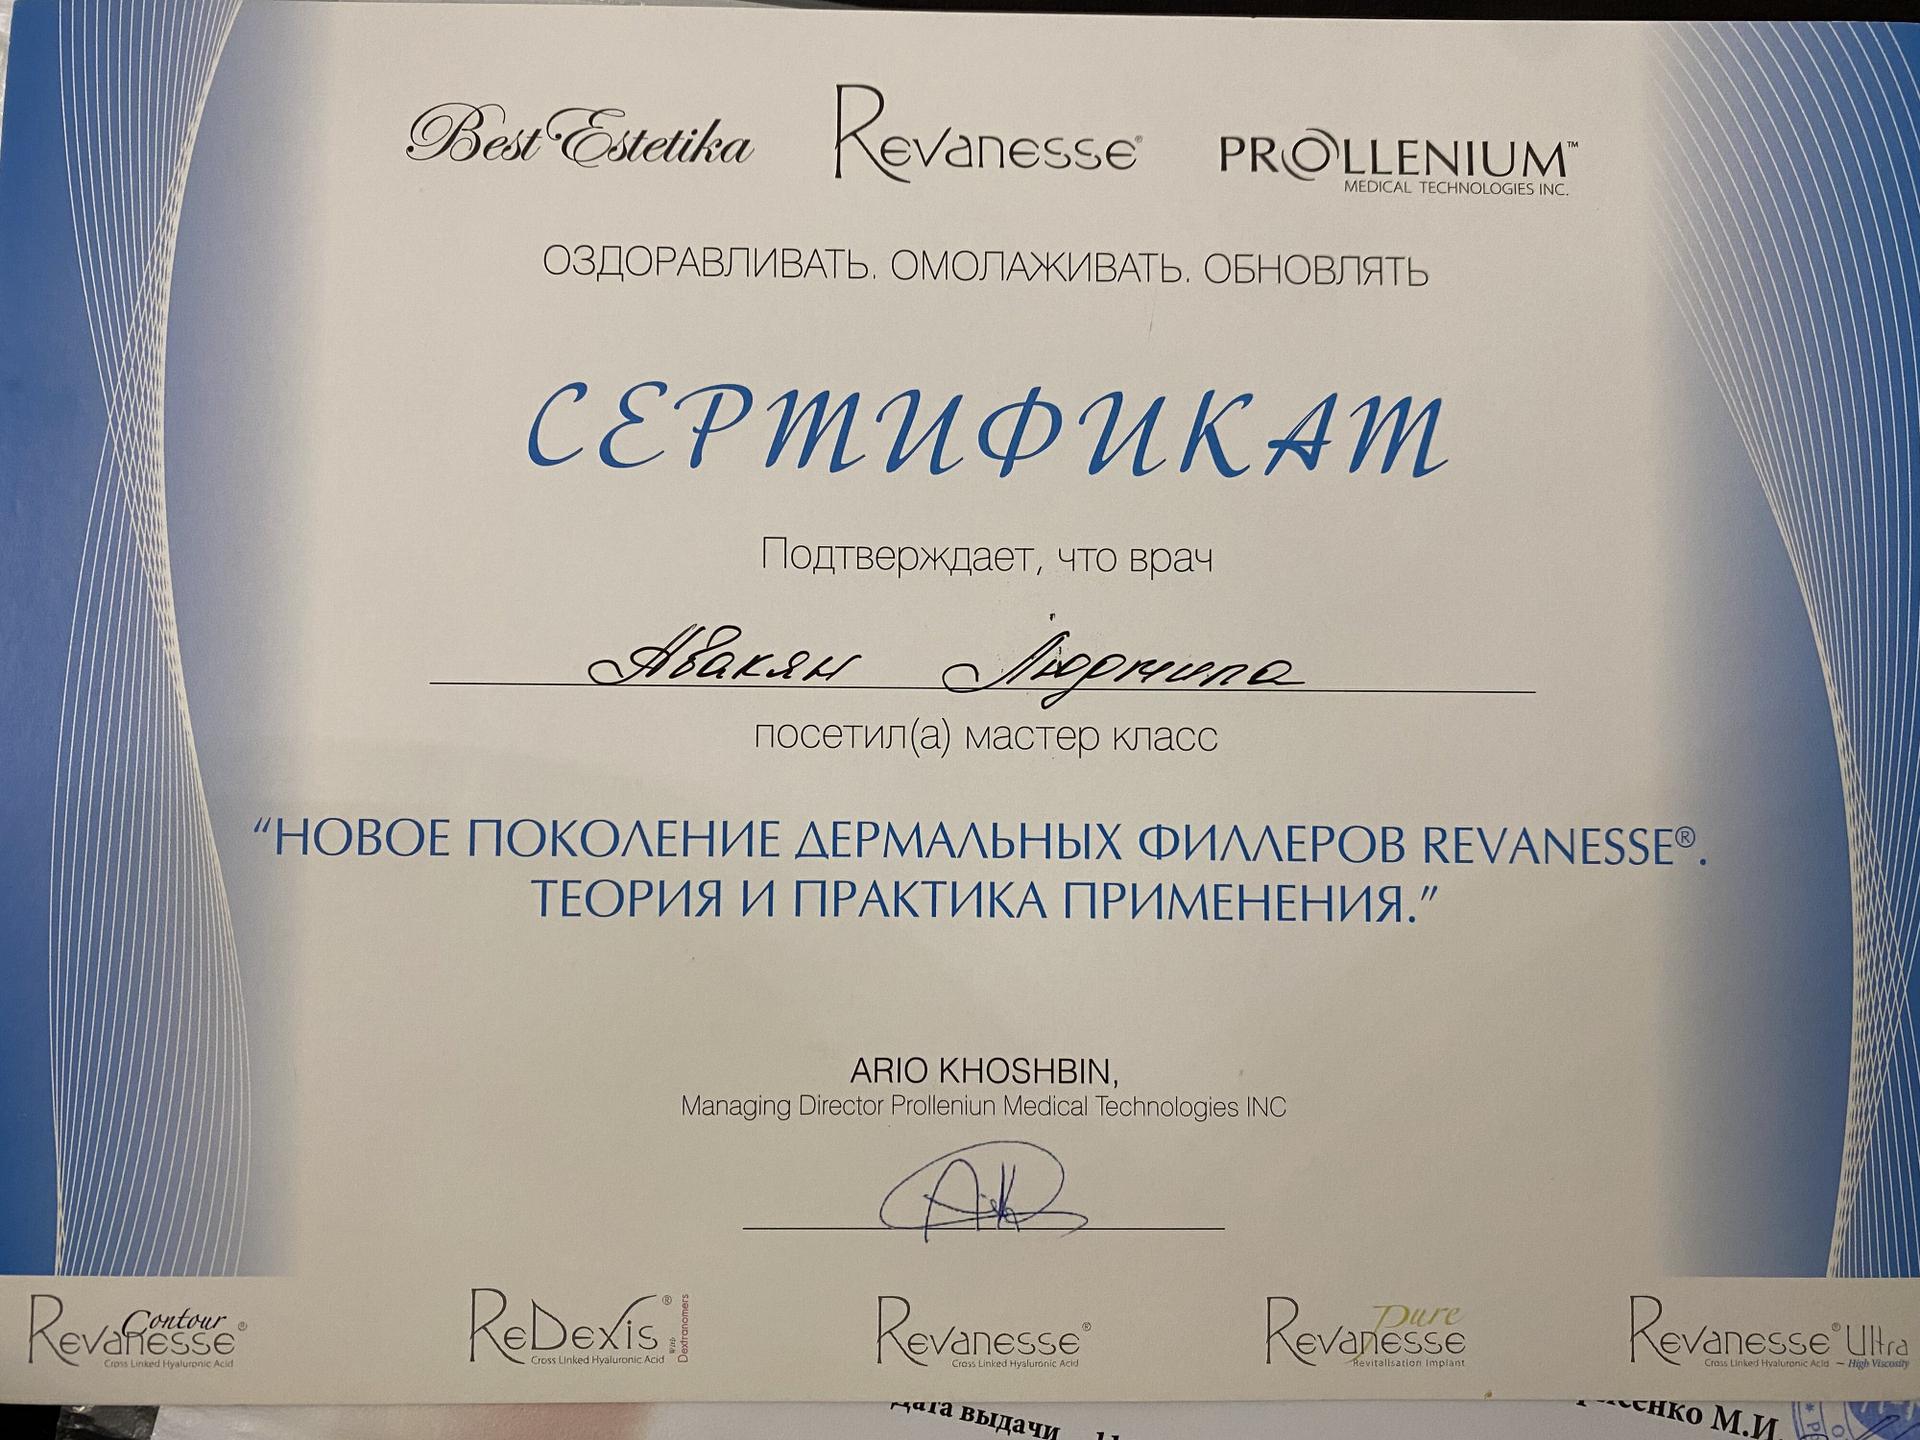 Best Estetika Revanesse® PROLLENIUM™
MEDICAL TECHNOLOGIES INC.
ОЗДОРАВЛИВАТЬ. ОМОЛАЖИВАТЬ. ОБНОВЛЯТЬ
СЕРТИФИКАТ
Подтверждает, что врач
Авакян Людмила
посетил(а) мастер класс
“НОВОЕ ПОКОЛЕНИЕ ДЕРМАЛЬНЫХ ФИЛЛЕРОВ REVANESSE®.
ТЕОРИЯ И ПРАКТИКА ПРИМЕНЕНИЯ.”
ARIO KHOSHBIN,
Managing Director Prolleniun Medical Technologies INC
Contour
Revanesse®
Cross Linked Hyaluronic Acid
ReDexis®
Cross Linked Hyaluronic Acid
With Dextranomers
Revanesse®
Cross Linked Hyaluronic Acid
Pure
Revanesse
Revitalisation Implant
Revanesse® Ultra
Cross Linked Hyaluronic Acid – High Viscosity
Дата выдачи
М.И.